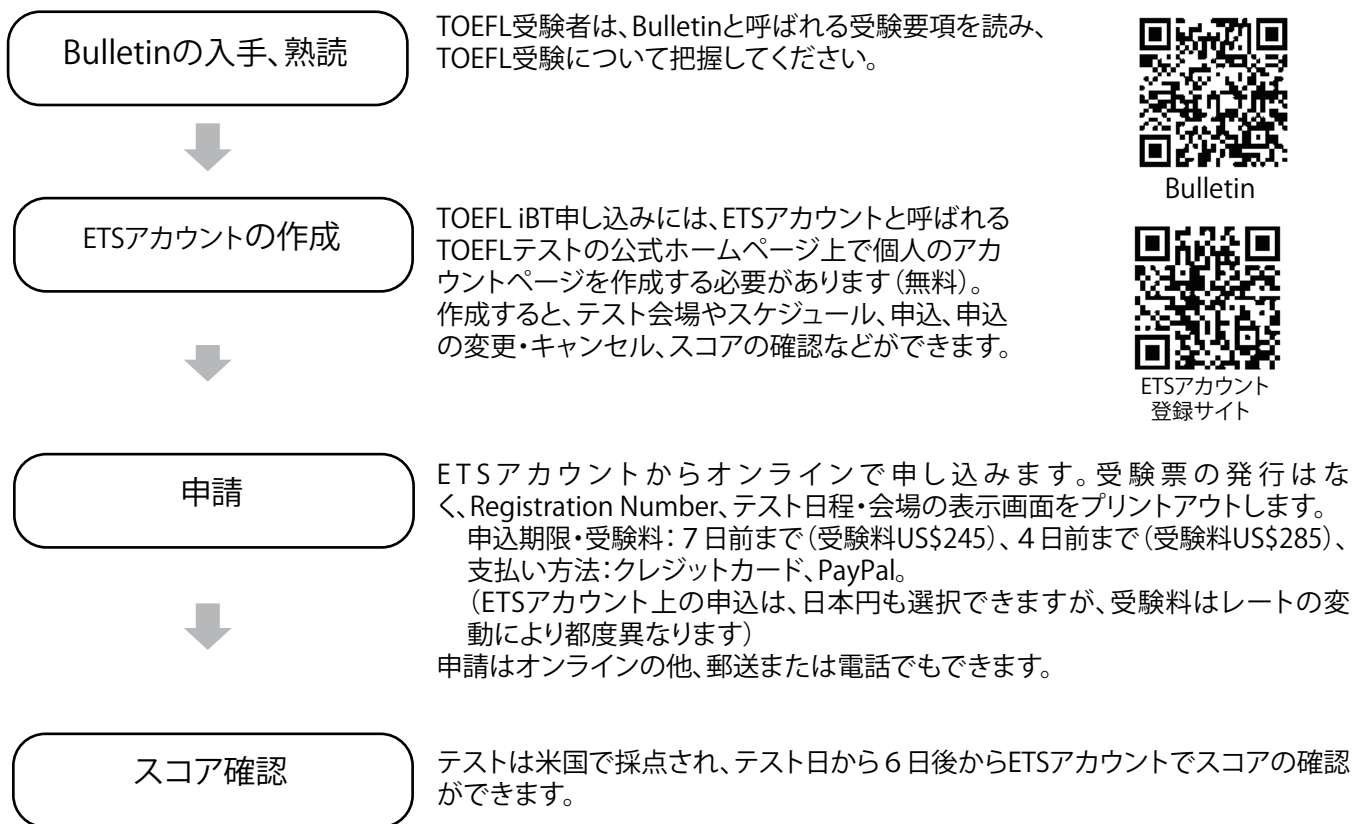 Bulletinの入手、熟読
TOEFL受験者は、Bulletinと呼ばれる受験要項を読み、
TOEFL受験について把握してください。
Bulletin
ETSアカウントの作成
TOEFL iBT申し込みには、ETSアカウントと呼ばれる
TOEFLテストの公式ホームページ上で個人のアカ
ウントページを作成する必要があります（無料）。
作成すると、テスト会場やスケジュール、申込、申込
の変更・キャンセル、スコアの確認などができます。
ETSアカウント
登録サイト
申請
ETSアカウントからオンラインで申し込みます。受験票の発行はな
く、Registration Number、テスト日程・会場の表示画面をプリントアウトします。
申込期限・受験料：７日前まで（受験料US$245）、４日前まで（受験料US$285）、
支払い方法：クレジットカード、PayPal。
（ETSアカウント上の申込は、日本円も選択できますが、受験料はレートの変
動により都度異なります）
申請はオンラインの他、郵送または電話でもできます。
スコア確認
テストは米国で採点され、テスト日から６日後からETSアカウントでスコアの確認
ができます。